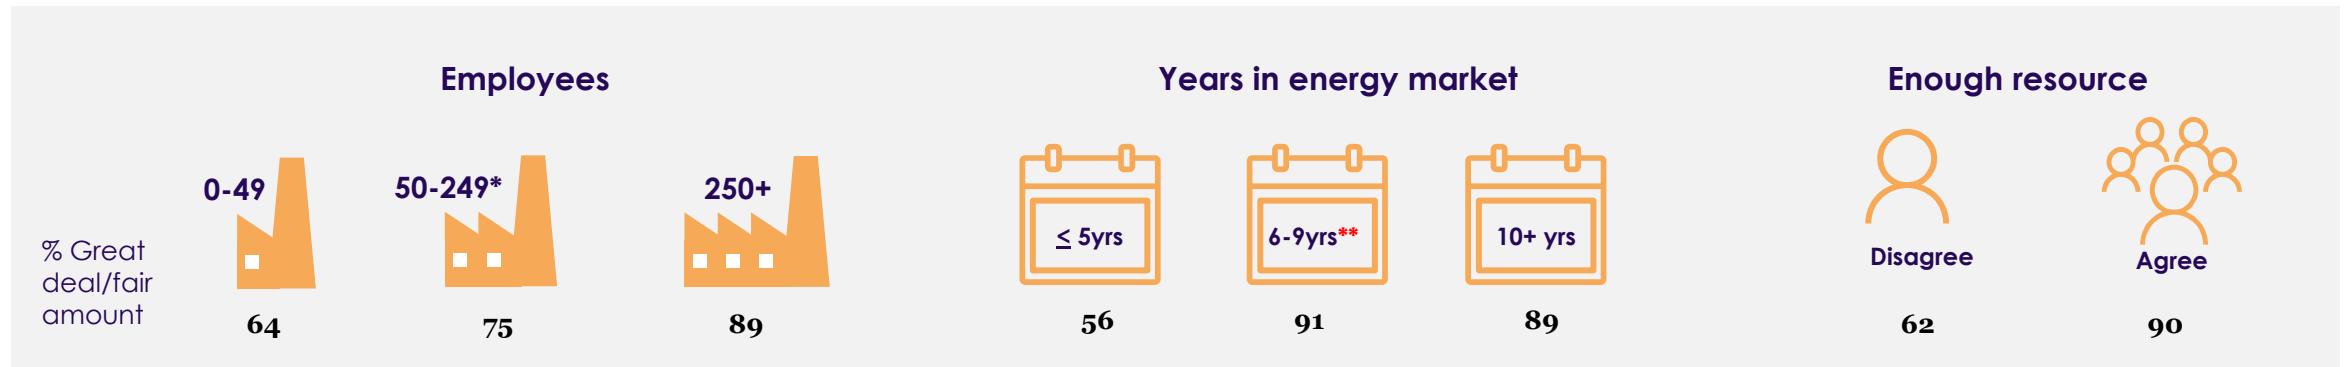 Employees
Years in energy market
Enough resource
0-49
50-249*
250+
≤ 5yrs
6-9yrs**
10+ yrs
Disagree
Agree
% Great
deal/fair
amount
64
75
89
56
91
89
62
90